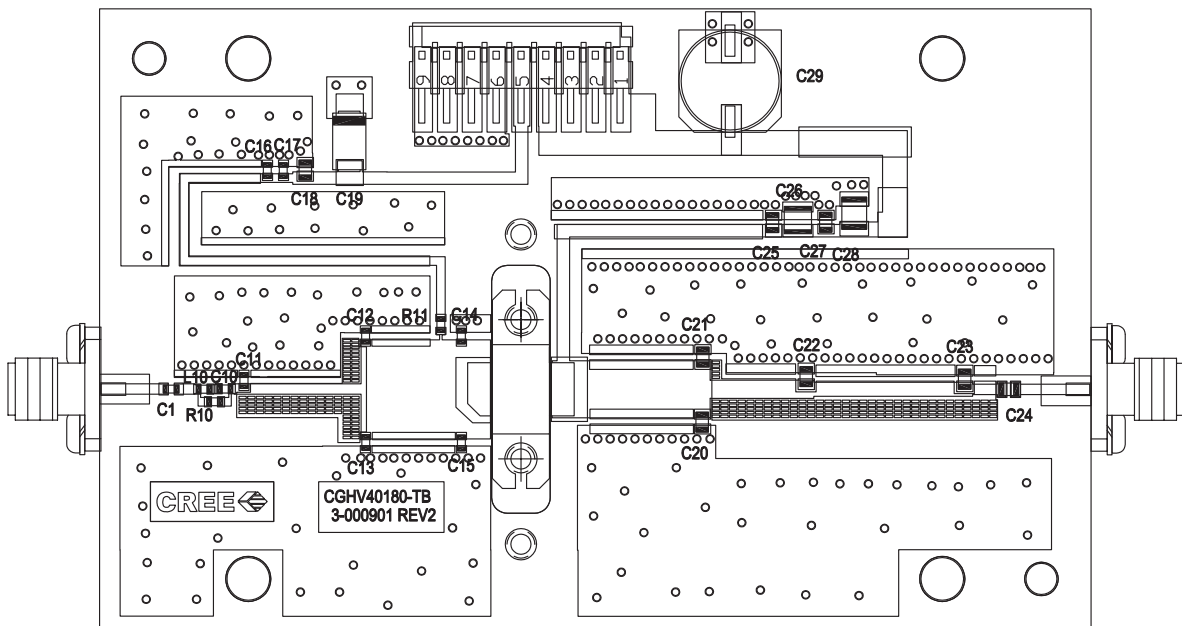 9 8 7 6 5 4 3 2 1
C29
C16 C17
C18 C19
C26
C25 C27 C28
C12 R11 C14
C21
C22 C23
C11
L10 C10
C1
R10
C24
C20
C13 C15
CREE
CGHV40180-TB
3-000901 REV2